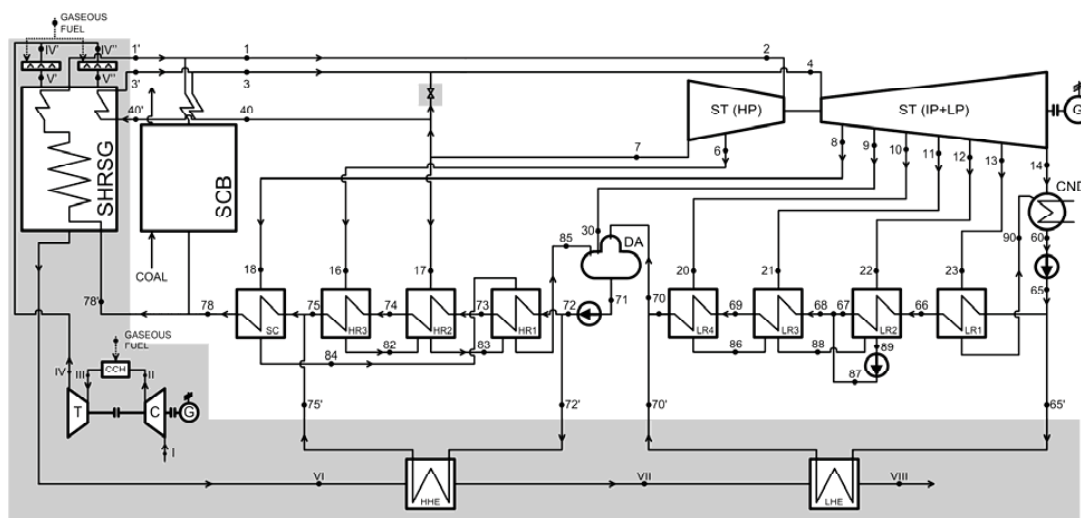 GASEOUS
FUEL
IV'
IV''
V'
V''
1'
1
2
3'
3
4
40'
40
ST (HP)
ST (IP+LP)
G
SHRSG
SCB
COAL
6
7
8
9
10
11
12
13
14
CND
90
60
65
85
30
DA
18
16
17
20
21
22
23
78'
78
SC
75
HR3
74
HR2
73
HR1
72
71
70
LR4
69
LR3
68
67
LR2
66
LR1
82
83
84
86
88
89
87
GASEOUS
FUEL
IV
III
CCH
II
T
C
G
I
75'
72'
70'
65'
VI
HHE
VII
LHE
VIII